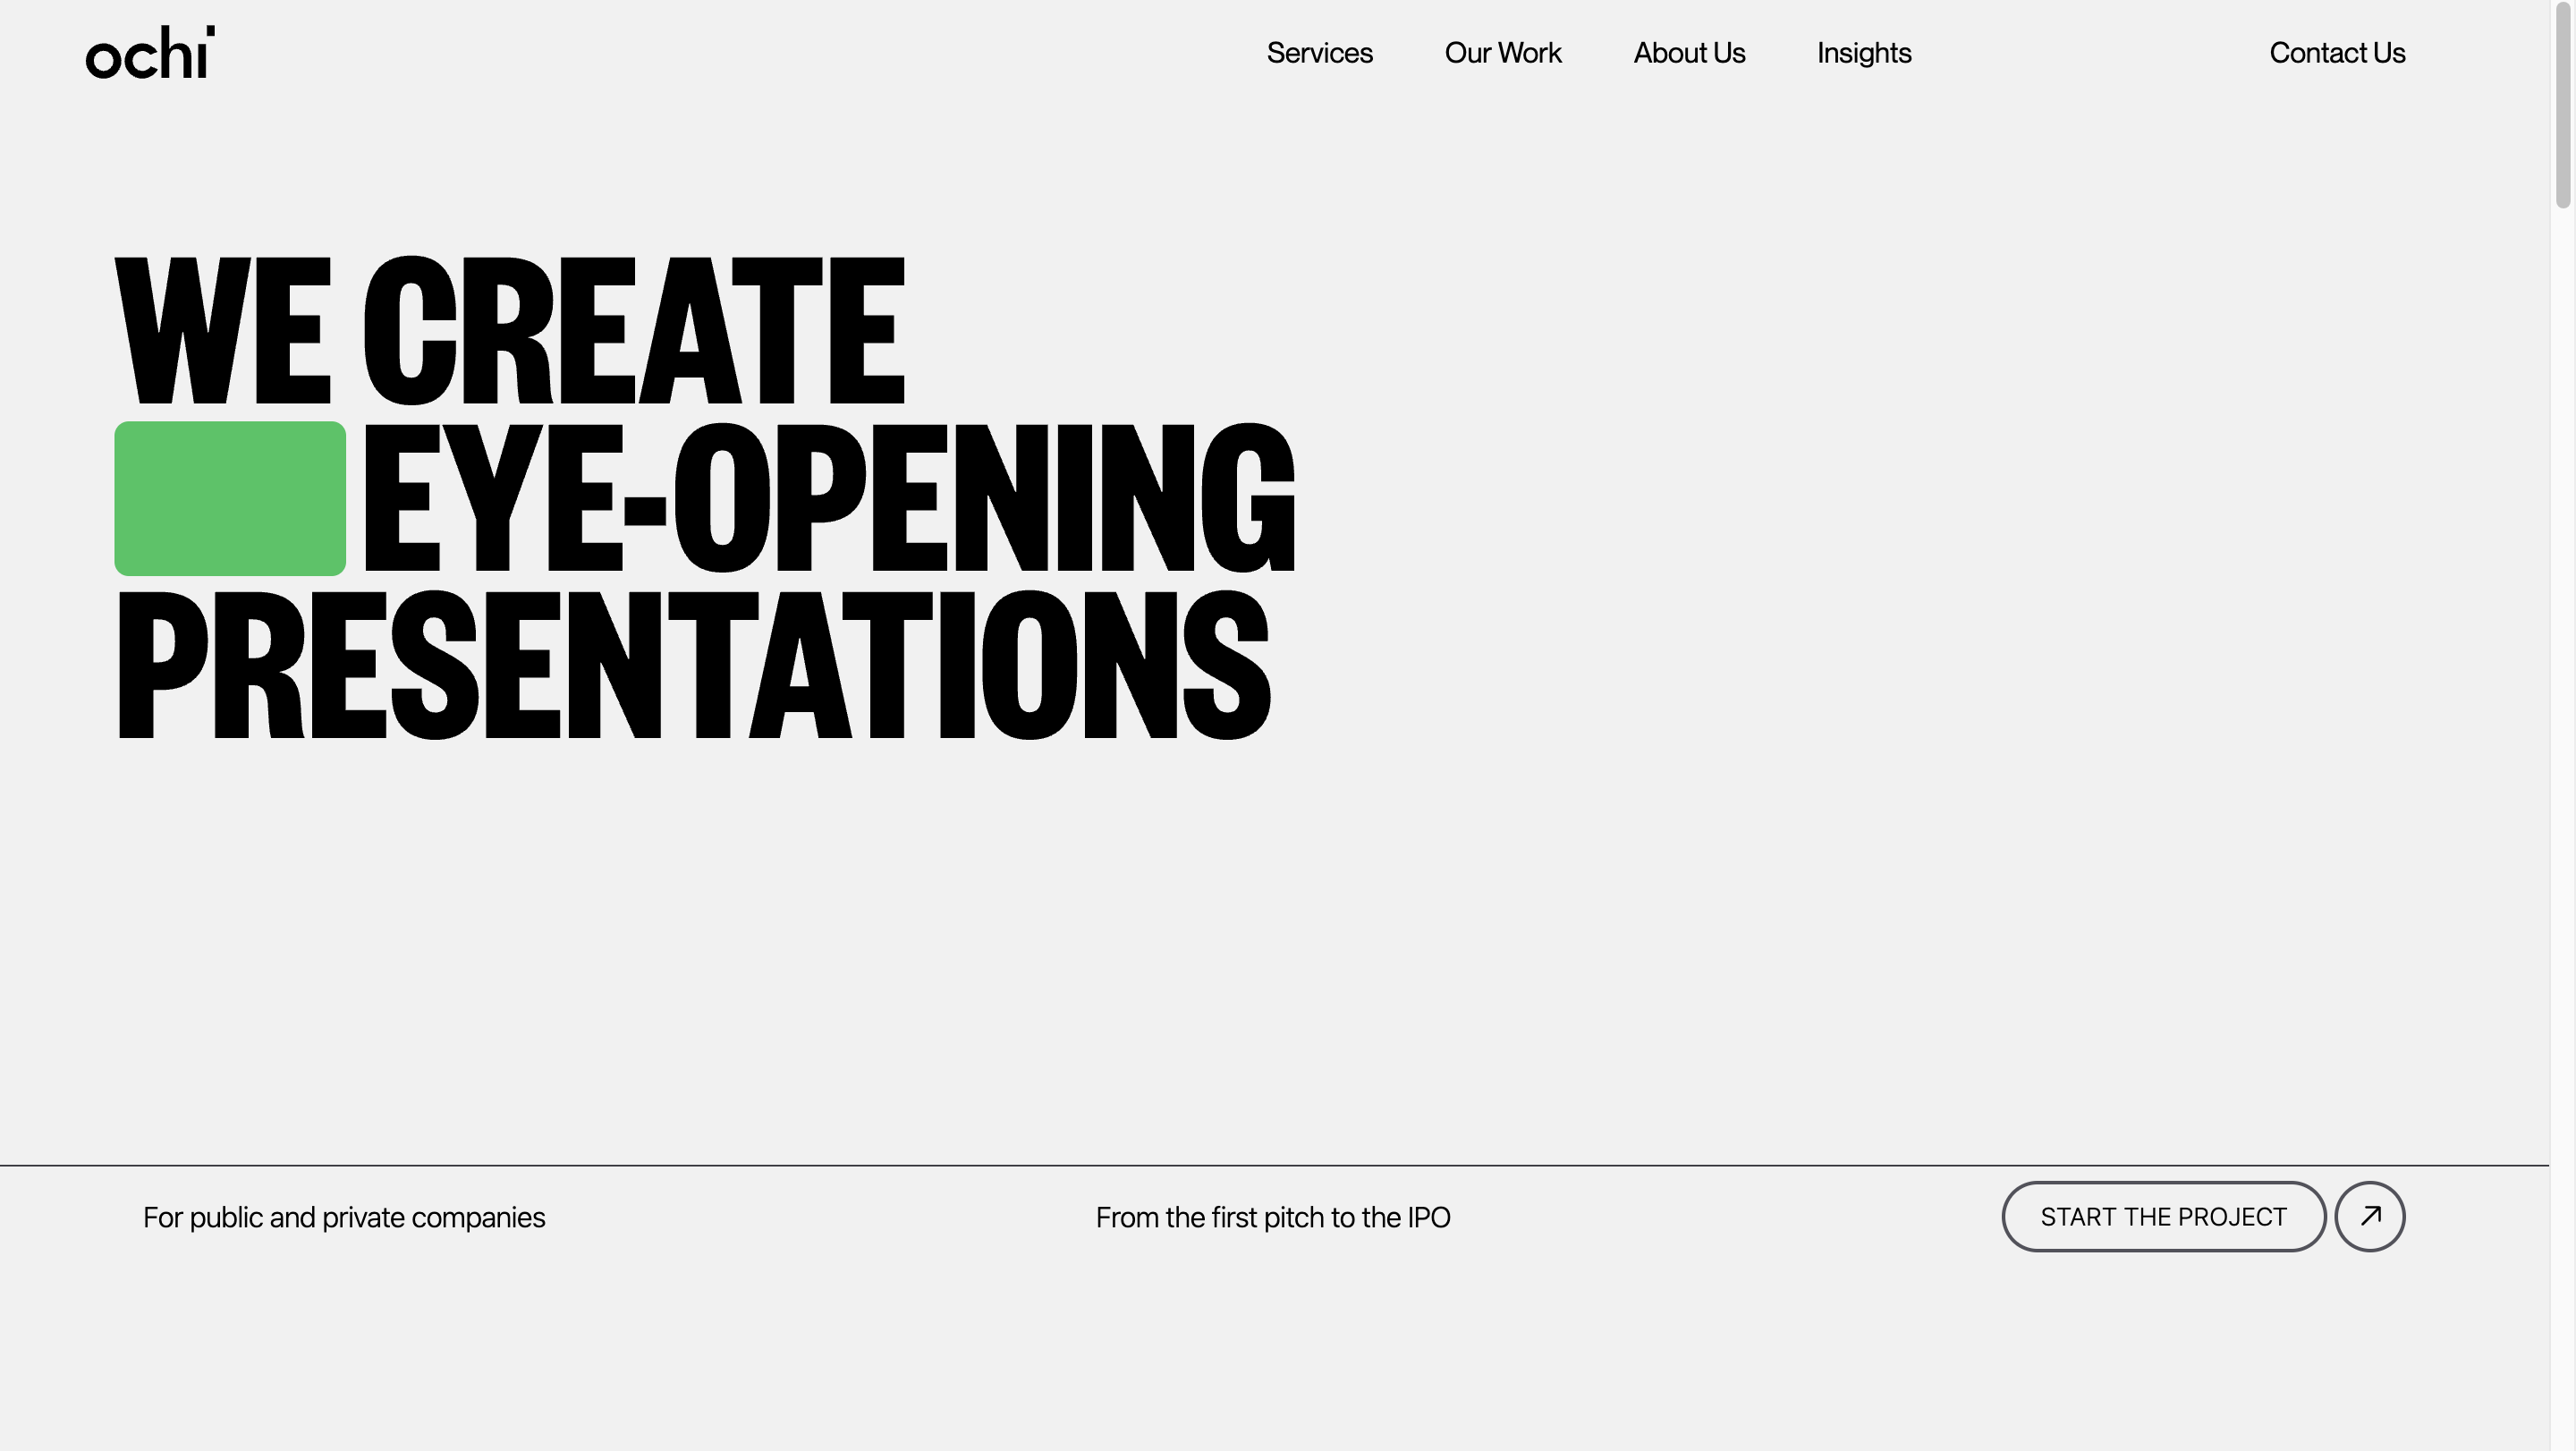 ochi
Services Our Work About Us Insights Contact Us
WE CREATE
EYE-OPENING
PRESENTATIONS
For public and private companies From the first pitch to the IPO START THE PROJECT